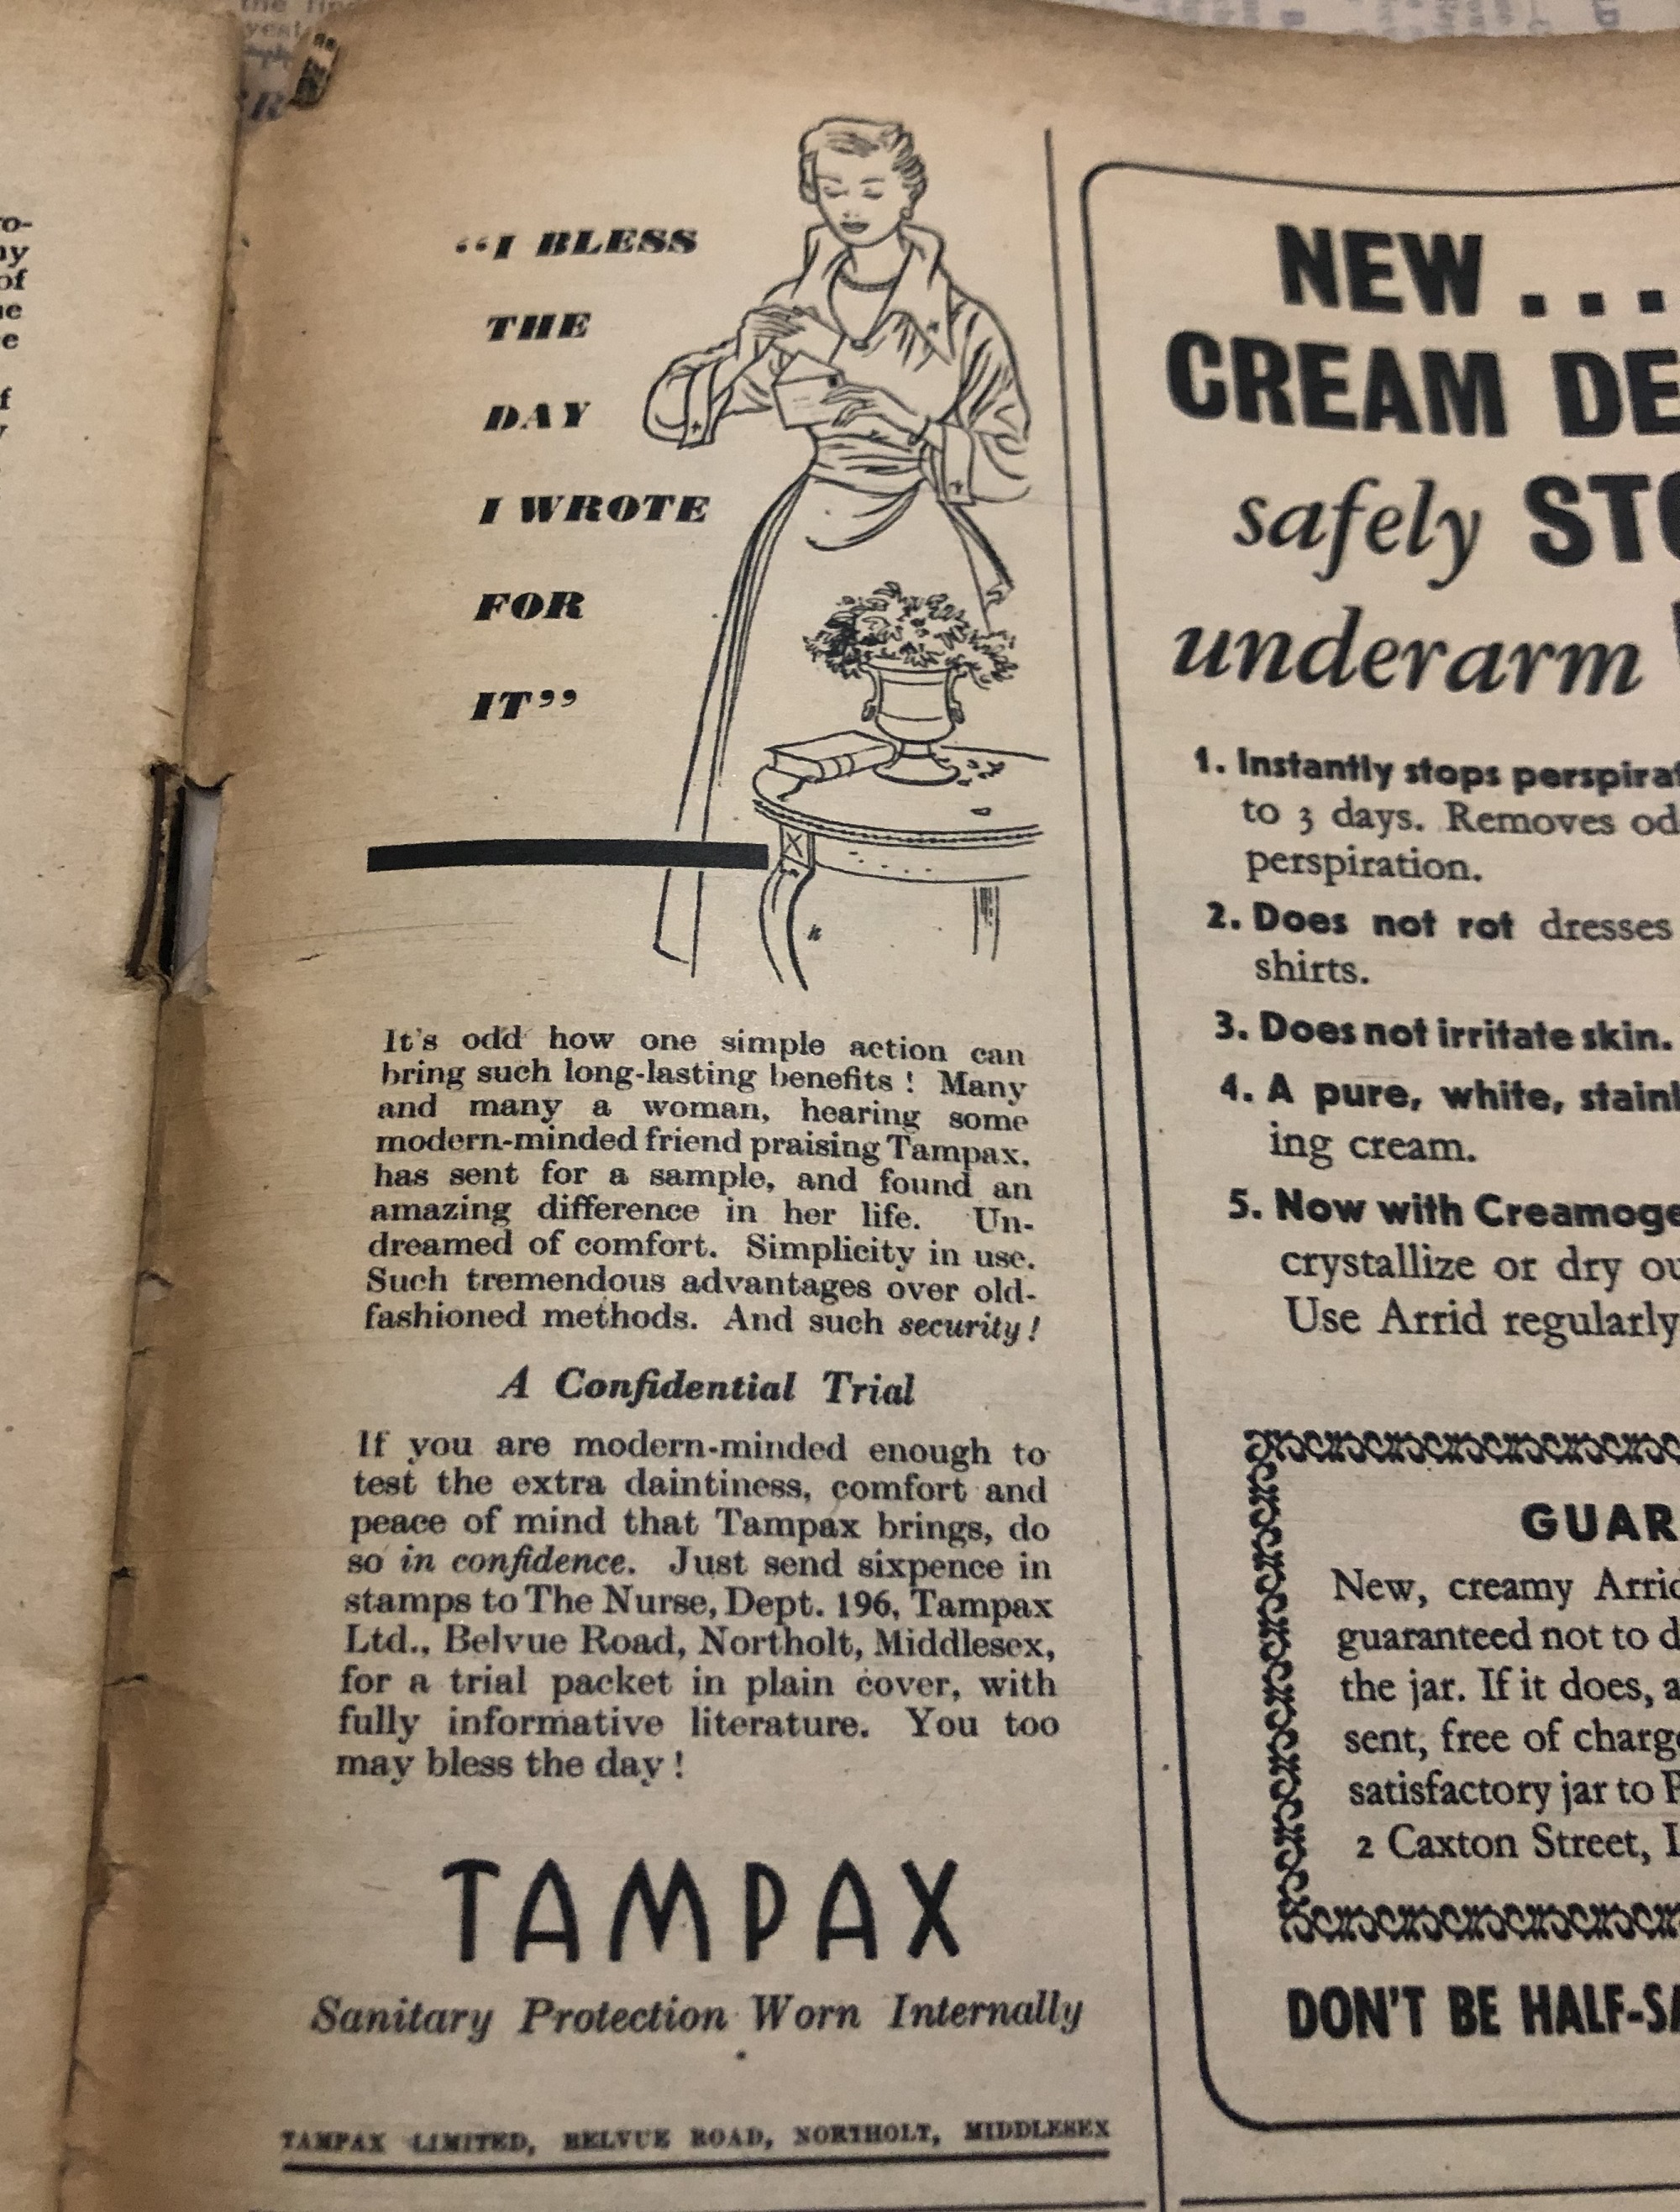 “I BLESS
THE
DAY
I WROTE
FOR
IT”
It's odd how one simple action can
bring such long-lasting benefits ! Many
and many a woman, hearing some
modern-minded friend praising Tampax,
has sent for a sample, and found an
amazing difference in her life. Un-
dreamed of comfort. Simplicity in use.
Such tremendous advantages over old-
fashioned methods. And such security !
A Confidential Trial
If you are modern-minded enough to
test the extra daintiness, comfort and
peace of mind that Tampax brings, do
so in confidence. Just send sixpence in
stamps to The Nurse, Dept. 196, Tampax
Ltd., Belvue Road, Northolt, Middlesex,
for a trial packet in plain cover, with
fully informative literature. You too
may bless the day !
TAMPAX
Sanitary Protection Worn Internally
TAMPAX LIMITED, BELVUE ROAD, NORTHOLT, MIDDLESEX
NEW . . .
CREAM DE
safely STO
underarm
1. Instantly stops perspirat
to 3 days. Removes od
perspiration.
2. Does not rot dresses
shirts.
3. Does not irritate skin.
4. A pure, white, stainl
ing cream.
5. Now with Creamoge
crystallize or dry ou
Use Arrid regularly
GUAR
New, creamy Arrid
guaranteed not to d
the jar. If it does, a
sent, free of charge
satisfactory jar to
2 Caxton Street,
DON'T BE HALF-SA